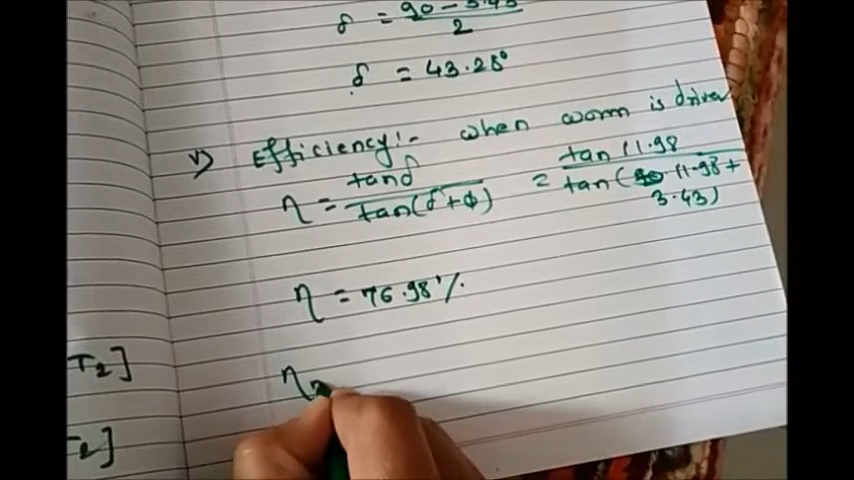 δ = 90 - 3.43 / 2
δ = 43.28°
v) Efficiency:- when worm is driver
η = tanδ / tan(δ+φ) = tan 11.98 / tan( 11.98 + 3.43)
η = 76.98 %.
η
T2]
2]